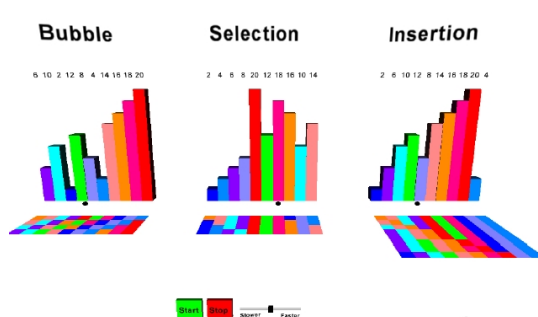 Bubble
Selection
Insertion
6 10 2 12 8 4 14 16 18 20
2 4 6 8 20 12 18 16 10 14
2 6 10 12 8 14 16 18 20 4
Start
Stop
Slower
Faster